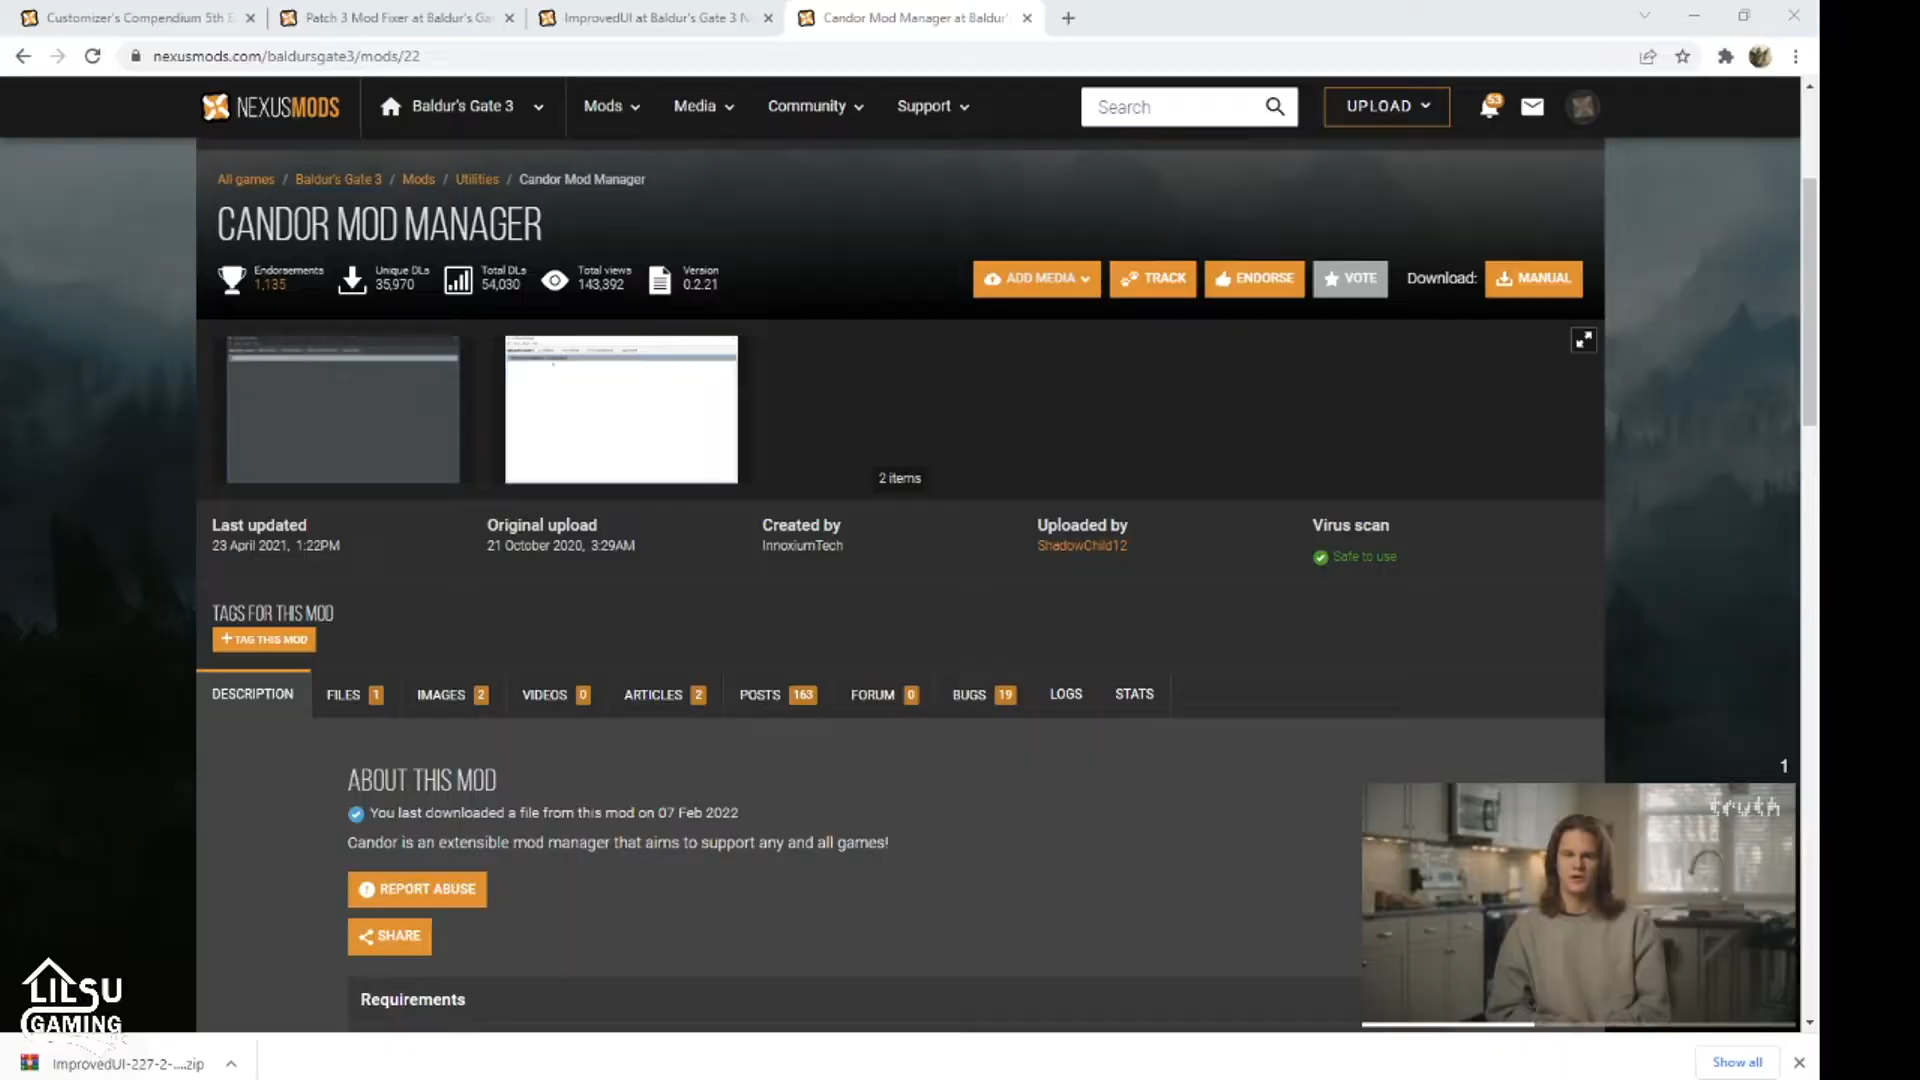 Customizer's Compendium 5th E
Patch 3 Mod Fixer at Baldur's Ga
ImprovedUI at Baldur's Gate 3 N
Candor Mod Manager at Baldur'
nexusmods.com/baldursgate3/mods/22
NEXUSMODS
Baldur's Gate 3
Mods
Media
Community
Support
Search
UPLOAD
53
All games / Baldur's Gate 3 / Mods / Utilities / Candor Mod Manager
CANDOR MOD MANAGER
Endorsements
1,135
Unique DLs
35,970
Total DLs
54,030
Total views
143,392
Version
0.2.21
ADD MEDIA
TRACK
ENDORSE
VOTE
Download:
MANUAL
2 items
Last updated
23 April 2021, 1:22PM
Original upload
21 October 2020, 3:29AM
Created by
InnoxiumTech
Uploaded by
ShadowChild12
Virus scan
Safe to use
TAGS FOR THIS MOD
+ TAG THIS MOD
DESCRIPTION
FILES 1
IMAGES 2
VIDEOS 0
ARTICLES 2
POSTS 163
FORUM 0
BUGS 19
LOGS
STATS
1
ABOUT THIS MOD
You last downloaded a file from this mod on 07 Feb 2022
Candor is an extensible mod manager that aims to support any and all games!
REPORT ABUSE
SHARE
Requirements
truth
LILSU
GAMING
ImprovedUI-227-2-....zip
Show all